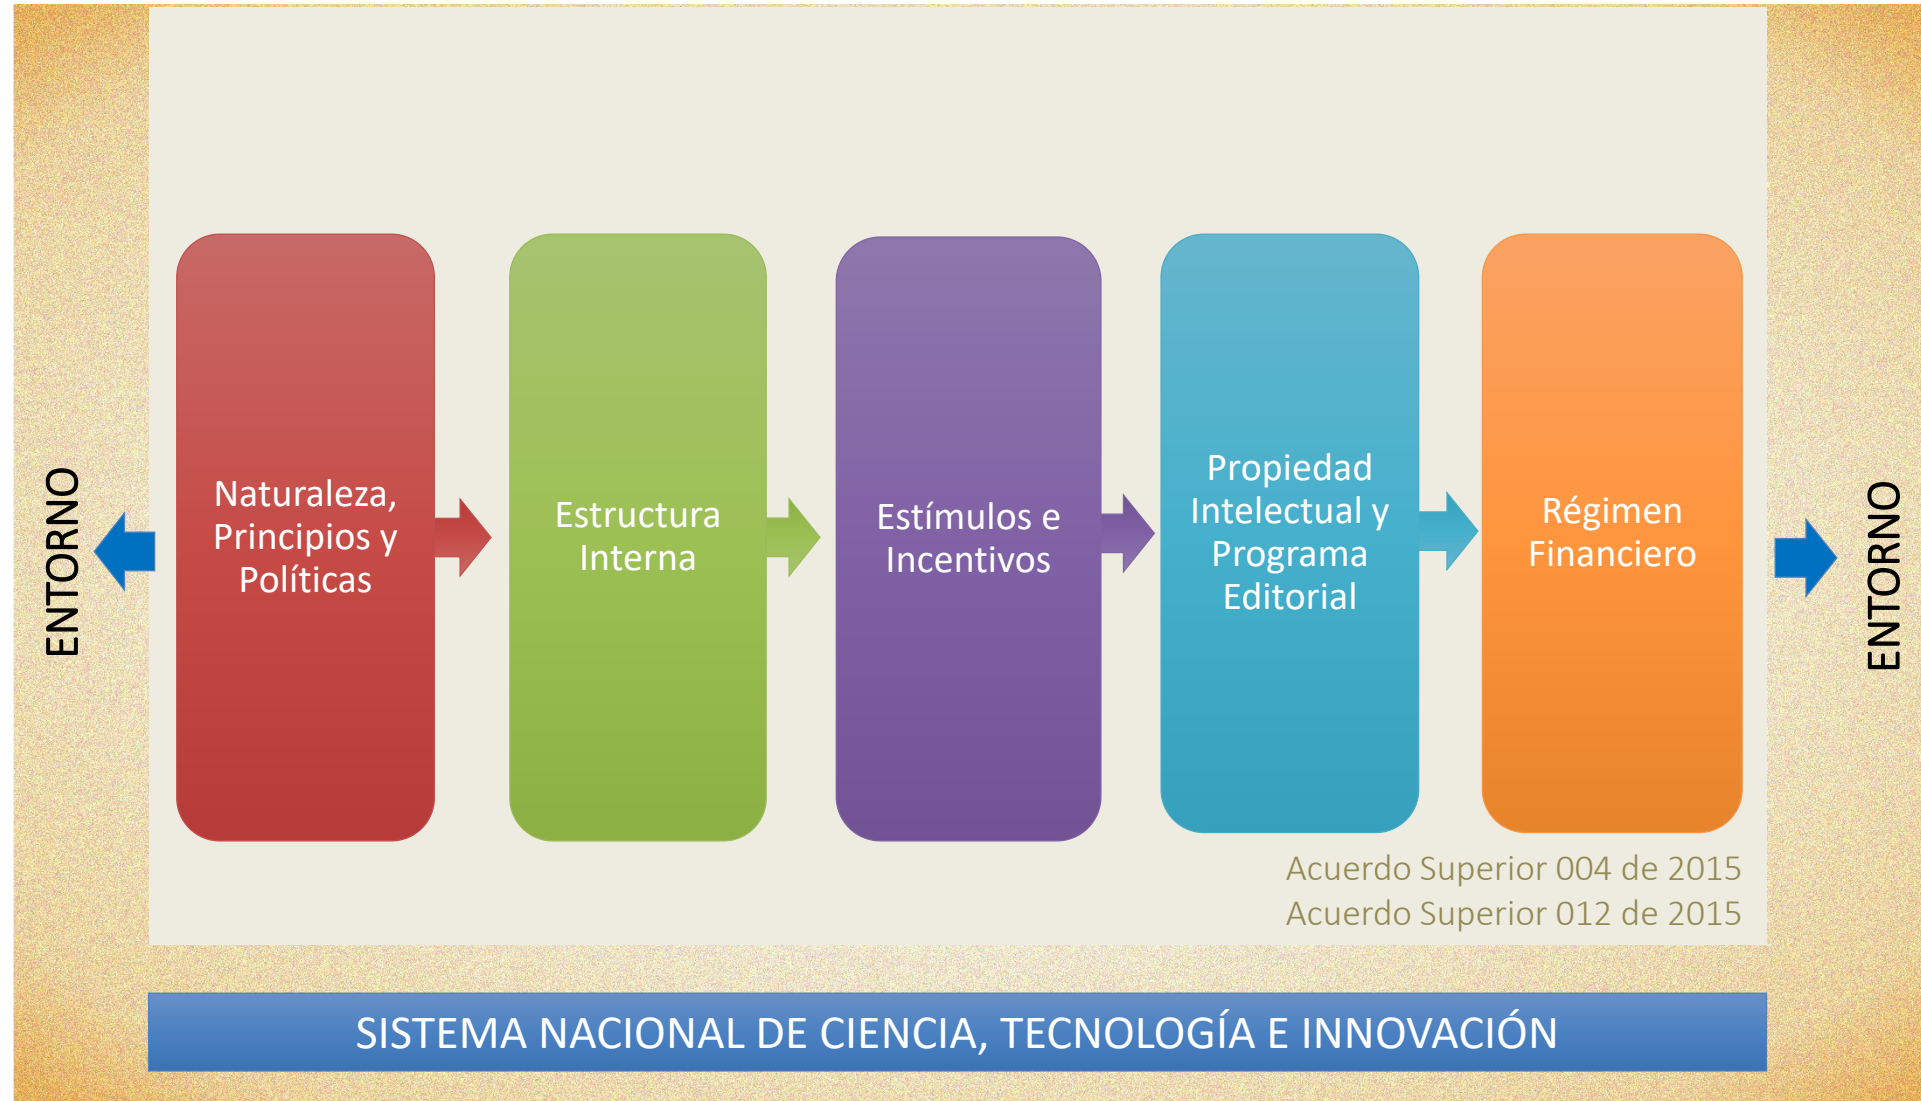 ENTORNO
Naturaleza,
Principios y
Políticas
Estructura
Interna
Estímulos e
Incentivos
Propiedad
Intelectual y
Programa
Editorial
Régimen
Financiero
ENTORNO
Acuerdo Superior 004 de 2015
Acuerdo Superior 012 de 2015
SISTEMA NACIONAL DE CIENCIA, TECNOLOGÍA E INNOVACIÓN